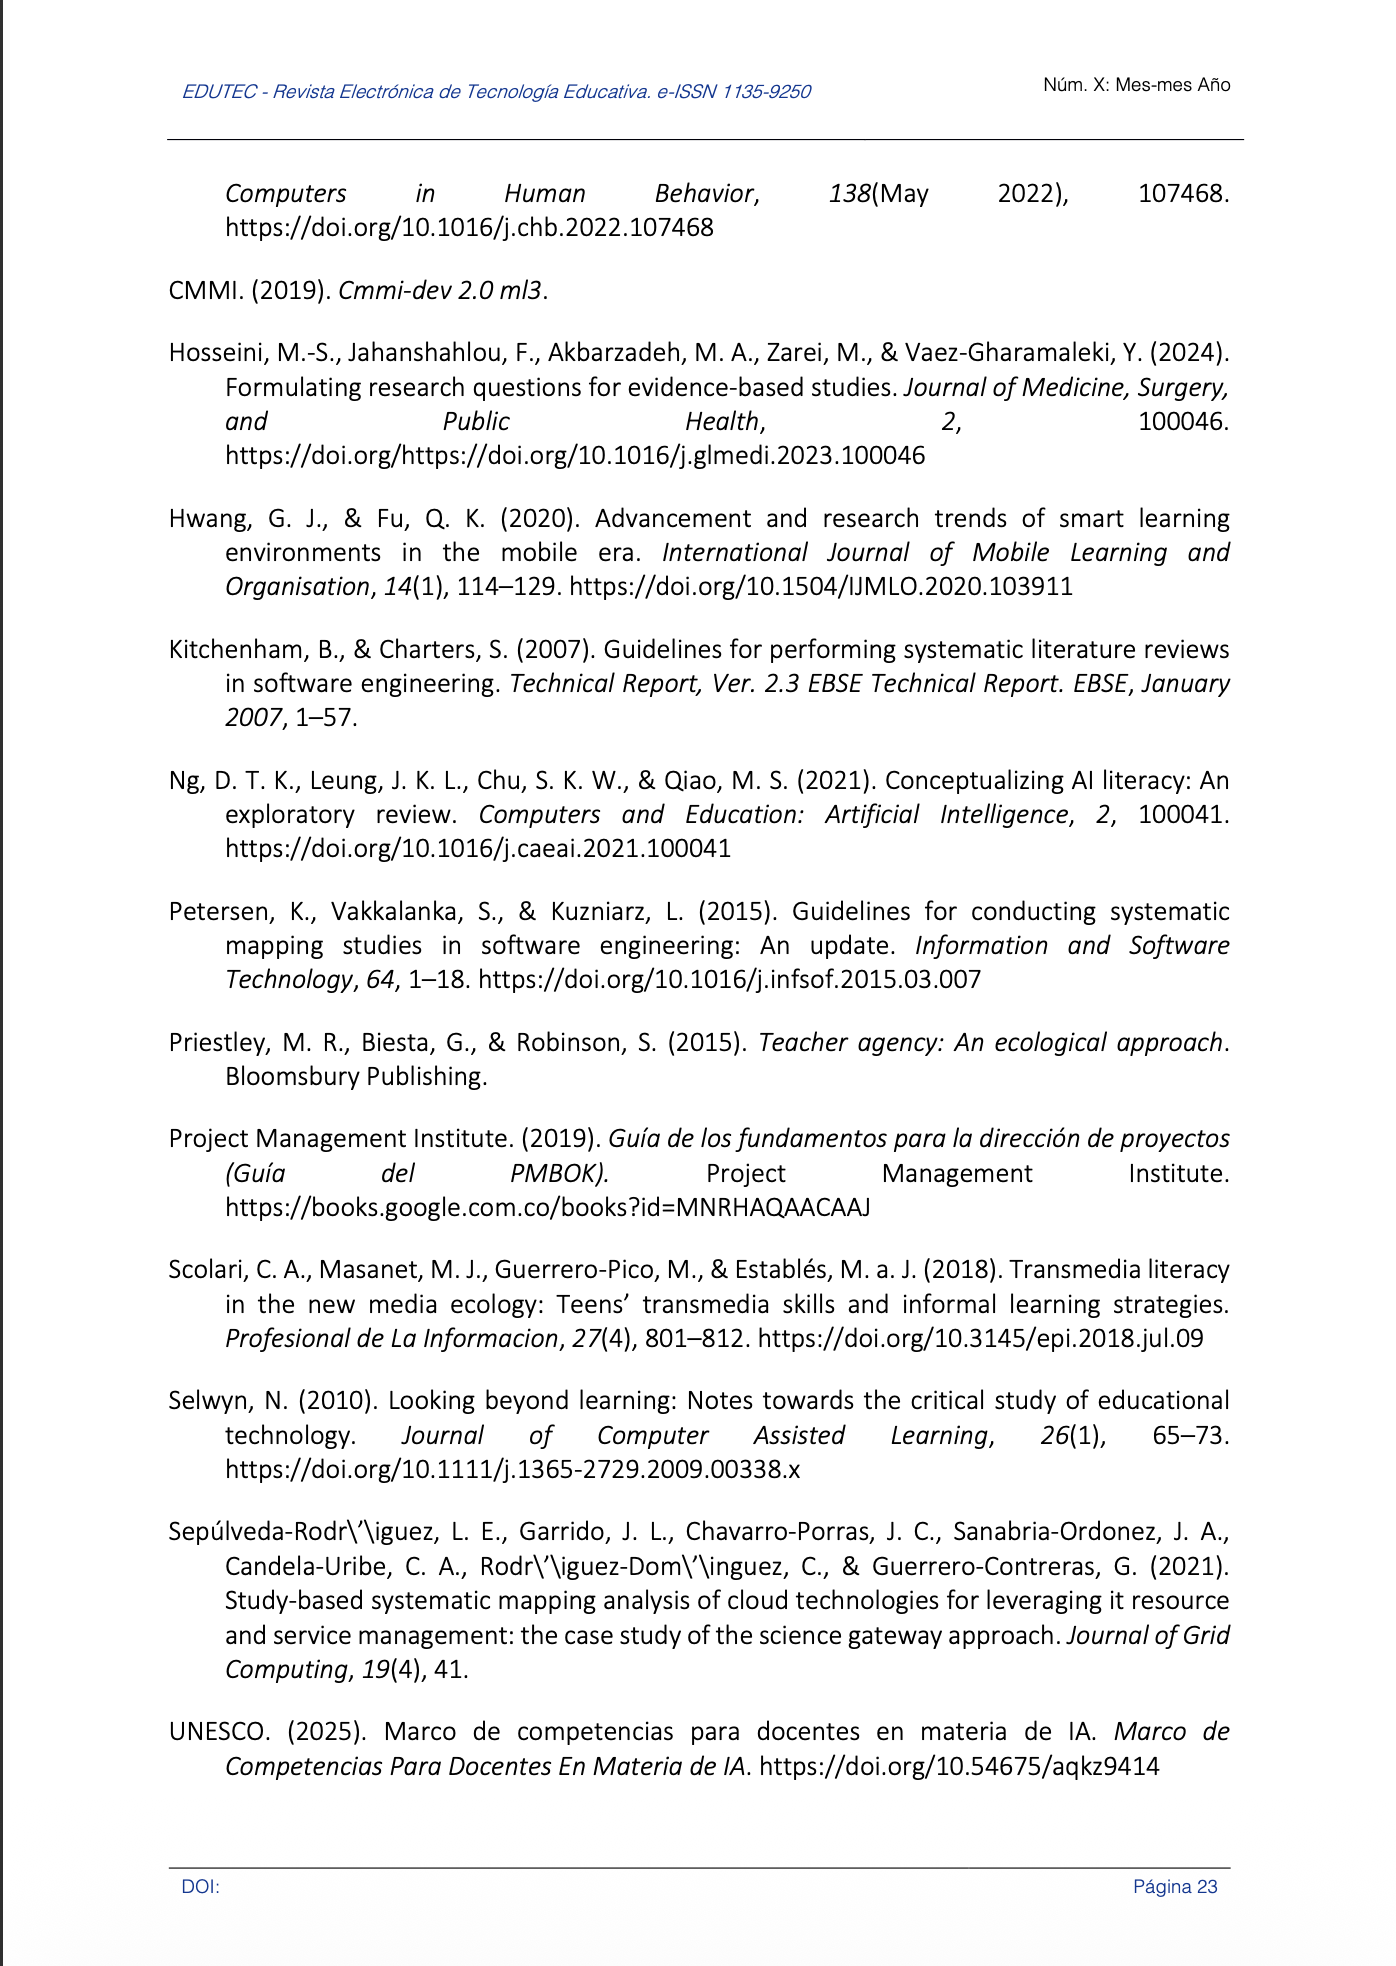 EDUTEC - Revista Electrónica de Tecnología Educativa. e-ISSN 1135-9250
Núm. X: Mes-mes Año
Computers in Human Behavior, 138(May 2022), 107468.
https://doi.org/10.1016/j.chb.2022.107468
CMMI. (2019). Cmmi-dev 2.0 ml3.
Hosseini, M.-S., Jahanshahlou, F., Akbarzadeh, M. A., Zarei, M., & Vaez-Gharamaleki, Y. (2024).
Formulating research questions for evidence-based studies. Journal of Medicine, Surgery,
and Public Health, 2, 100046.
https://doi.org/https://doi.org/10.1016/j.glmedi.2023.100046
Hwang, G. J., & Fu, Q. K. (2020). Advancement and research trends of smart learning
environments in the mobile era. International Journal of Mobile Learning and
Organisation, 14(1), 114–129. https://doi.org/10.1504/IJMLO.2020.103911
Kitchenham, B., & Charters, S. (2007). Guidelines for performing systematic literature reviews
in software engineering. Technical Report, Ver. 2.3 EBSE Technical Report. EBSE, January
2007, 1–57.
Ng, D. T. K., Leung, J. K. L., Chu, S. K. W., & Qiao, M. S. (2021). Conceptualizing AI literacy: An
exploratory review. Computers and Education: Artificial Intelligence, 2, 100041.
https://doi.org/10.1016/j.caeai.2021.100041
Petersen, K., Vakkalanka, S., & Kuzniarz, L. (2015). Guidelines for conducting systematic
mapping studies in software engineering: An update. Information and Software
Technology, 64, 1–18. https://doi.org/10.1016/j.infsof.2015.03.007
Priestley, M. R., Biesta, G., & Robinson, S. (2015). Teacher agency: An ecological approach.
Bloomsbury Publishing.
Project Management Institute. (2019). Guía de los fundamentos para la dirección de proyectos
(Guía del PMBOK). Project Management Institute.
https://books.google.com.co/books?id=MNRHAQAACAAJ
Scolari, C. A., Masanet, M. J., Guerrero-Pico, M., & Establés, M. a. J. (2018). Transmedia literacy
in the new media ecology: Teens’ transmedia skills and informal learning strategies.
Profesional de La Informacion, 27(4), 801–812. https://doi.org/10.3145/epi.2018.jul.09
Selwyn, N. (2010). Looking beyond learning: Notes towards the critical study of educational
technology. Journal of Computer Assisted Learning, 26(1), 65–73.
https://doi.org/10.1111/j.1365-2729.2009.00338.x
Sepúlveda-Rodr\’\iguez, L. E., Garrido, J. L., Chavarro-Porras, J. C., Sanabria-Ordonez, J. A.,
Candela-Uribe, C. A., Rodr\’\iguez-Dom\’\inguez, C., & Guerrero-Contreras, G. (2021).
Study-based systematic mapping analysis of cloud technologies for leveraging it resource
and service management: the case study of the science gateway approach. Journal of Grid
Computing, 19(4), 41.
UNESCO. (2025). Marco de competencias para docentes en materia de IA. Marco de
Competencias Para Docentes En Materia de IA. https://doi.org/10.54675/aqkz9414
DOI:
Página 23